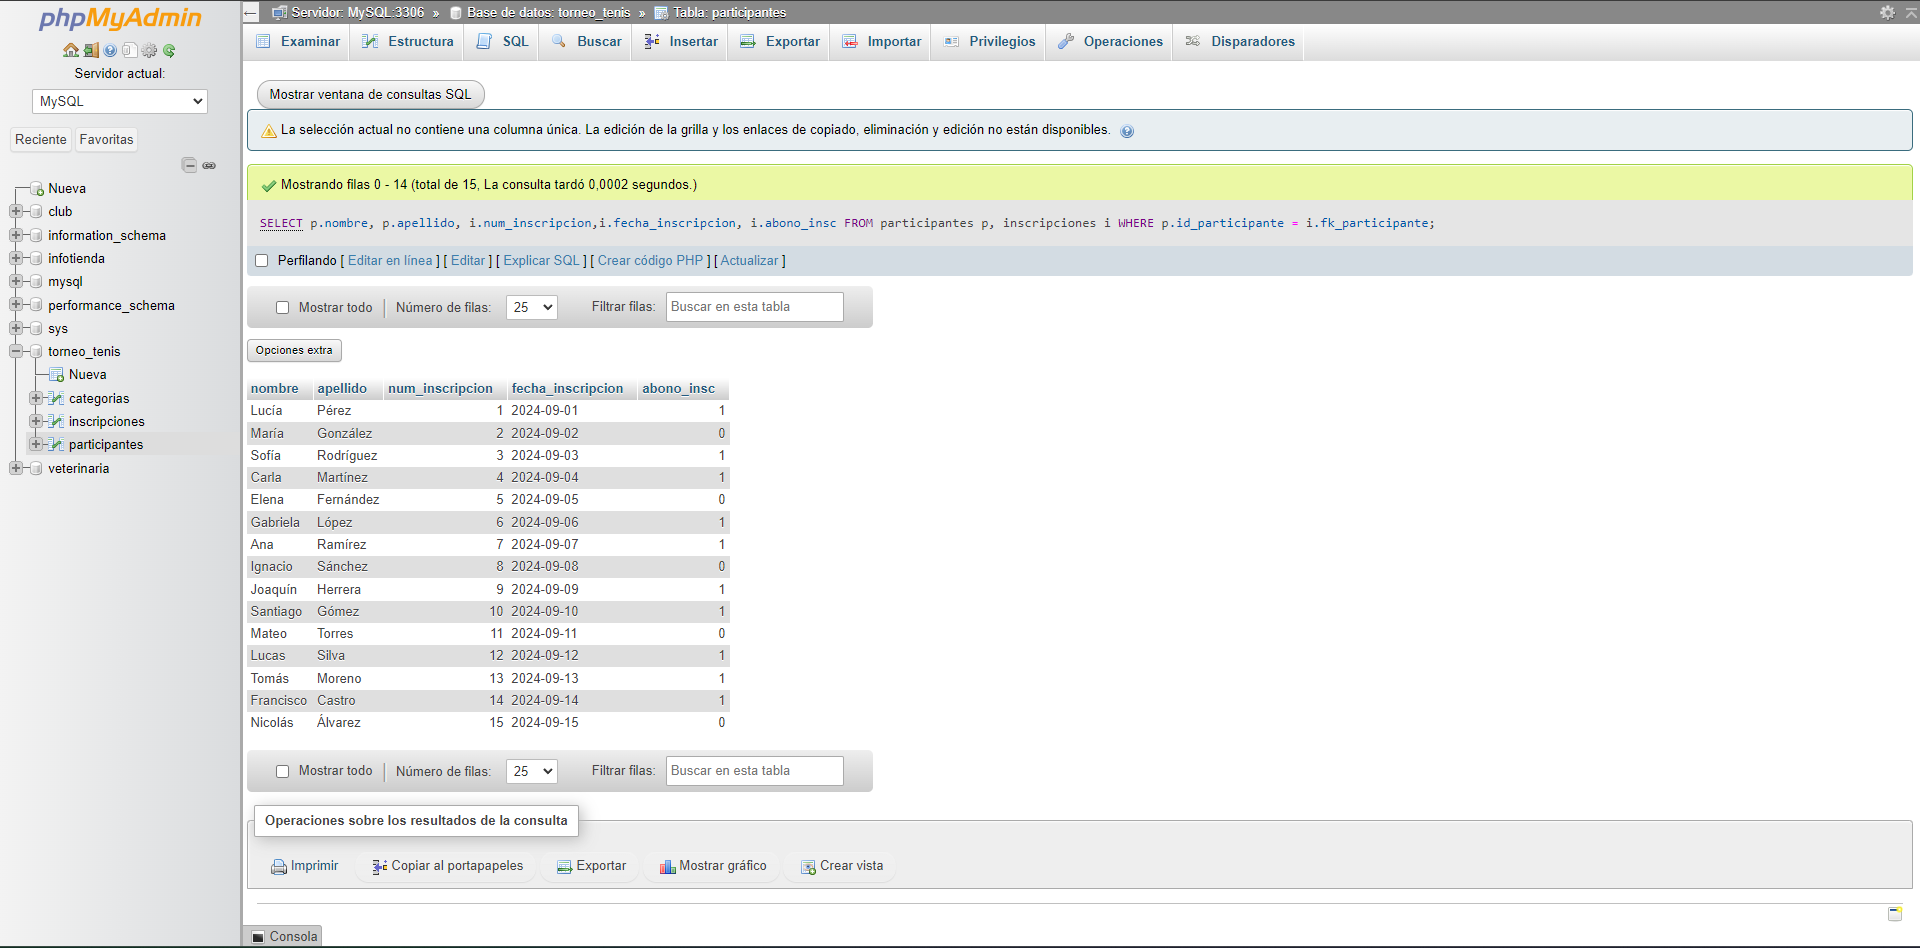 phpMyAdmin
Servidor actual:
MySQL
Reciente
Favoritas
Nueva
club
information_schema
infotienda
mysql
performance_schema
sys
torneo_tenis
Nueva
categorias
inscripciones
participantes
veterinaria
Servidor: MySQL:3306 » Base de datos: torneo_tenis » Tabla: participantes
Examinar Estructura SQL Buscar Insertar Exportar Importar Privilegios Operaciones Disparadores
Mostrar ventana de consultas SQL
La selección actual no contiene una columna única. La edición de la grilla y los enlaces de copiado, eliminación y edición no están disponibles.
Mostrando filas 0 - 14 (total de 15, La consulta tardó 0,0002 segundos.)
SELECT p.nombre, p.apellido, i.num_inscripcion,i.fecha_inscripcion, i.abono_insc FROM participantes p, inscripciones i WHERE p.id_participante = i.fk_participante;
Perfilando [ Editar en línea ] [ Editar ] [ Explicar SQL ] [ Crear código PHP ] [ Actualizar ]
Mostrar todo | Número de filas: 25 Filtrar filas: Buscar en esta tabla
Opciones extra
nombre apellido num_inscripcion fecha_inscripcion abono_insc
Lucía Pérez 1 2024-09-01 1
María González 2 2024-09-02 0
Sofía Rodríguez 3 2024-09-03 1
Carla Martínez 4 2024-09-04 1
Elena Fernández 5 2024-09-05 0
Gabriela López 6 2024-09-06 1
Ana Ramírez 7 2024-09-07 1
Ignacio Sánchez 8 2024-09-08 0
Joaquín Herrera 9 2024-09-09 1
Santiago Gómez 10 2024-09-10 1
Mateo Torres 11 2024-09-11 0
Lucas Silva 12 2024-09-12 1
Tomás Moreno 13 2024-09-13 1
Francisco Castro 14 2024-09-14 1
Nicolás Álvarez 15 2024-09-15 0
Mostrar todo | Número de filas: 25 Filtrar filas: Buscar en esta tabla
Operaciones sobre los resultados de la consulta
Imprimir Copiar al portapapeles Exportar Mostrar gráfico Crear vista
Consola